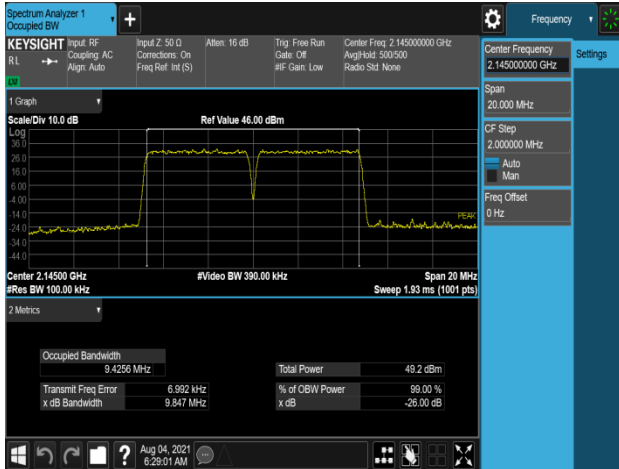 Spectrum Analyzer 1
Occupied BW
Frequency
KEYSIGHT
Input: RF
Input Z: 50 Ω
Atten: 16 dB
Trig: Free Run
Center Freq: 2.145000000 GHz
RL
Coupling: AC
Corrections: On
Gate: Off
Avg|Hold: 500/500
Align: Auto
Freq Ref: Int (S)
#IF Gain: Low
Radio Std: None
Center Frequency
2.145000000 GHz
Settings
Span
20.000 MHz
CF Step
2.000000 MHz
Auto
Man
Freq Offset
0 Hz
1 Graph
Scale/Div 10.0 dB
Ref Value 46.00 dBm
Log
36.0
26.0
16.0
6.00
-4.00
-14.0
-24.0
-34.0
-44.0
PEAK
Center 2.14500 GHz
#Video BW 390.00 kHz
Span 20 MHz
#Res BW 100.00 kHz
Sweep 1.93 ms (1001 pts)
2 Metrics
Occupied Bandwidth
9.4256 MHz
Total Power
49.2 dBm
Transmit Freq Error
6.992 kHz
% of OBW Power
99.00 %
x dB Bandwidth
9.847 MHz
x dB
-26.00 dB
Aug 04, 2021
6:29:01 AM